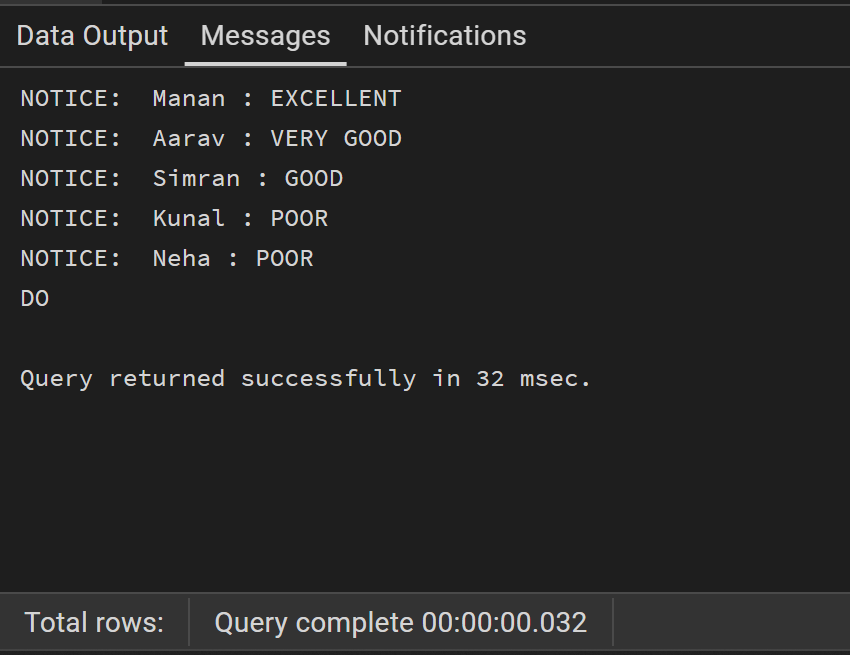 Data Output Messages Notifications
NOTICE:  Manan : EXCELLENT
NOTICE:  Aarav : VERY GOOD
NOTICE:  Simran : GOOD
NOTICE:  Kunal : POOR
NOTICE:  Neha : POOR
DO
Query returned successfully in 32 msec.
Total rows: Query complete 00:00:00.032